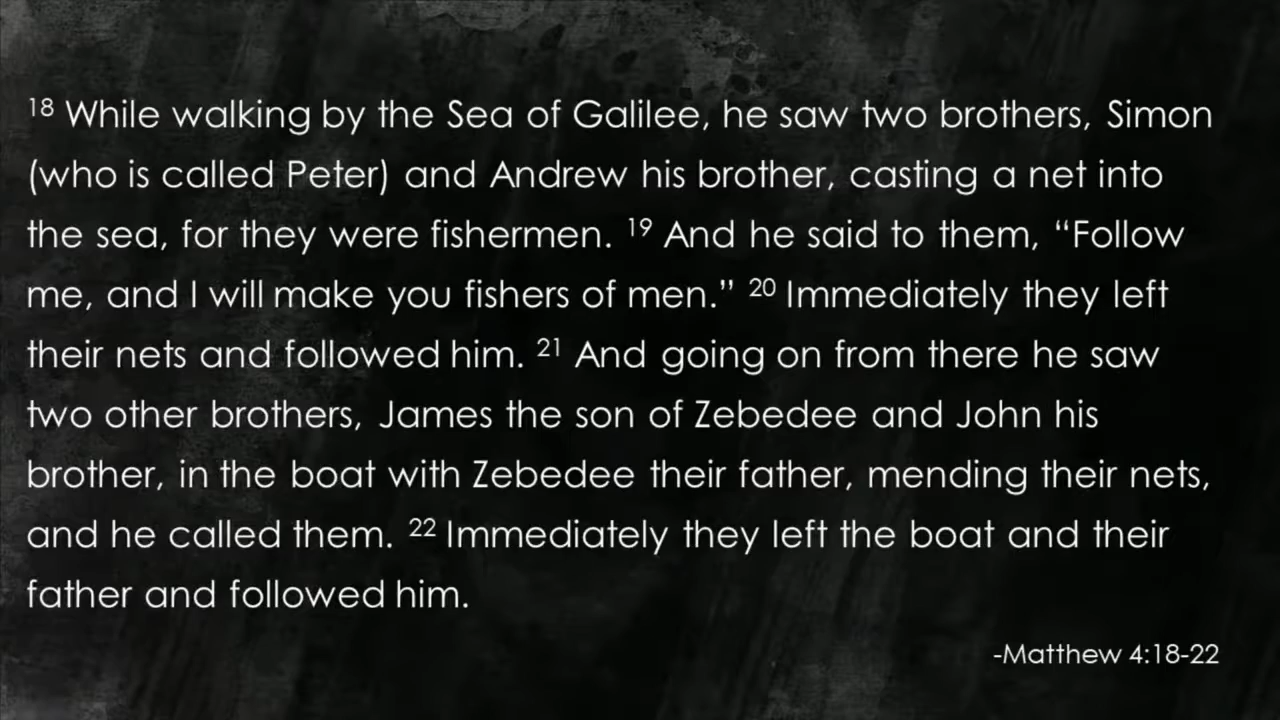 18 While walking by the Sea of Galilee, he saw two brothers, Simon
(who is called Peter) and Andrew his brother, casting a net into
the sea, for they were fishermen. 19 And he said to them, “Follow
me, and I will make you fishers of men.” 20 Immediately they left
their nets and followed him. 21 And going on from there he saw
two other brothers, James the son of Zebedee and John his
brother, in the boat with Zebedee their father, mending their nets,
and he called them. 22 Immediately they left the boat and their
father and followed him.
-Matthew 4:18-22